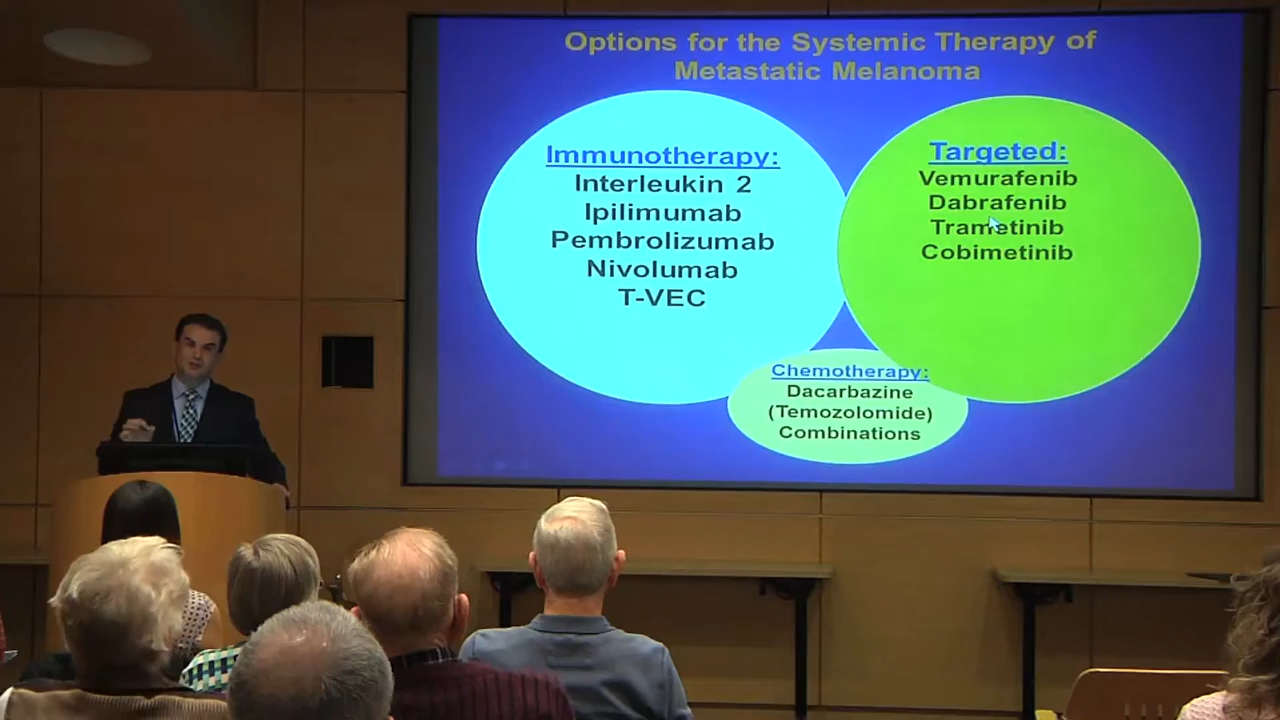 Options for the Systemic Therapy of
Metastatic Melanoma
Immunotherapy:
Interleukin 2
Ipilimumab
Pembrolizumab
Nivolumab
T-VEC
Targeted:
Vemurafenib
Dabrafenib
Trametinib
Cobimetinib
Chemotherapy:
Dacarbazine
(Temozolomide)
Combinations